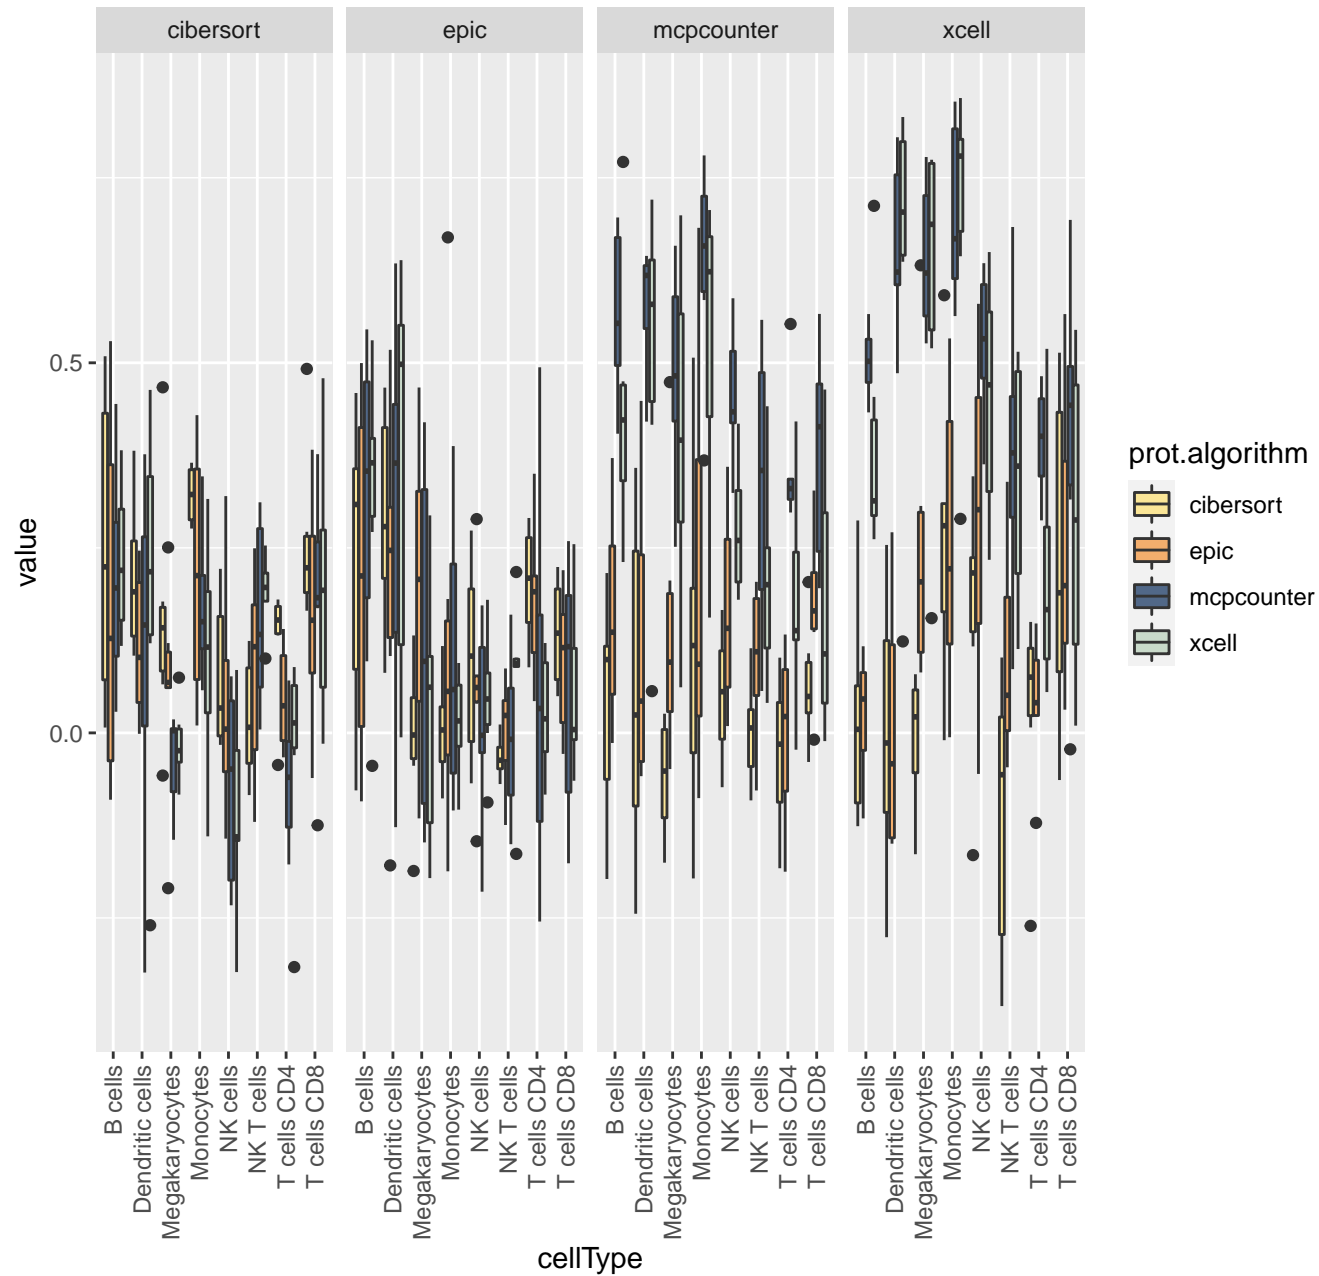 cibersort
epic
mcpcounter
xcell
0.5
0.0
value
B cells
Dendritic cells
Megakaryocytes
Monocytes
NK cells
NK T cells
T cells CD4
T cells CD8
B cells
Dendritic cells
Megakaryocytes
Monocytes
NK cells
NK T cells
T cells CD4
T cells CD8
B cells
Dendritic cells
Megakaryocytes
Monocytes
NK cells
NK T cells
T cells CD4
T cells CD8
B cells
Dendritic cells
Megakaryocytes
Monocytes
NK cells
NK T cells
T cells CD4
T cells CD8
cellType
prot.algorithm
cibersort
epic
mcpcounter
xcell